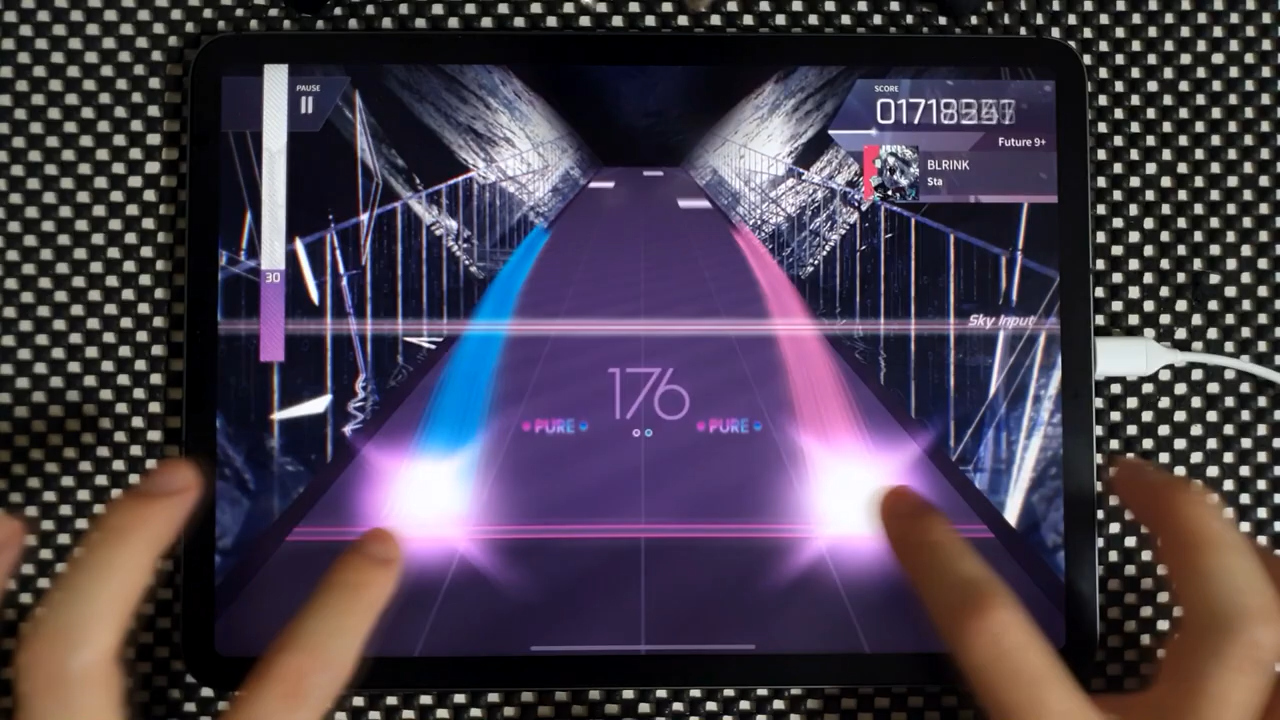 PAUSE
SCORE
Future 9+
BLRINK
Sta
30
Sky Input
176
PURE PURE